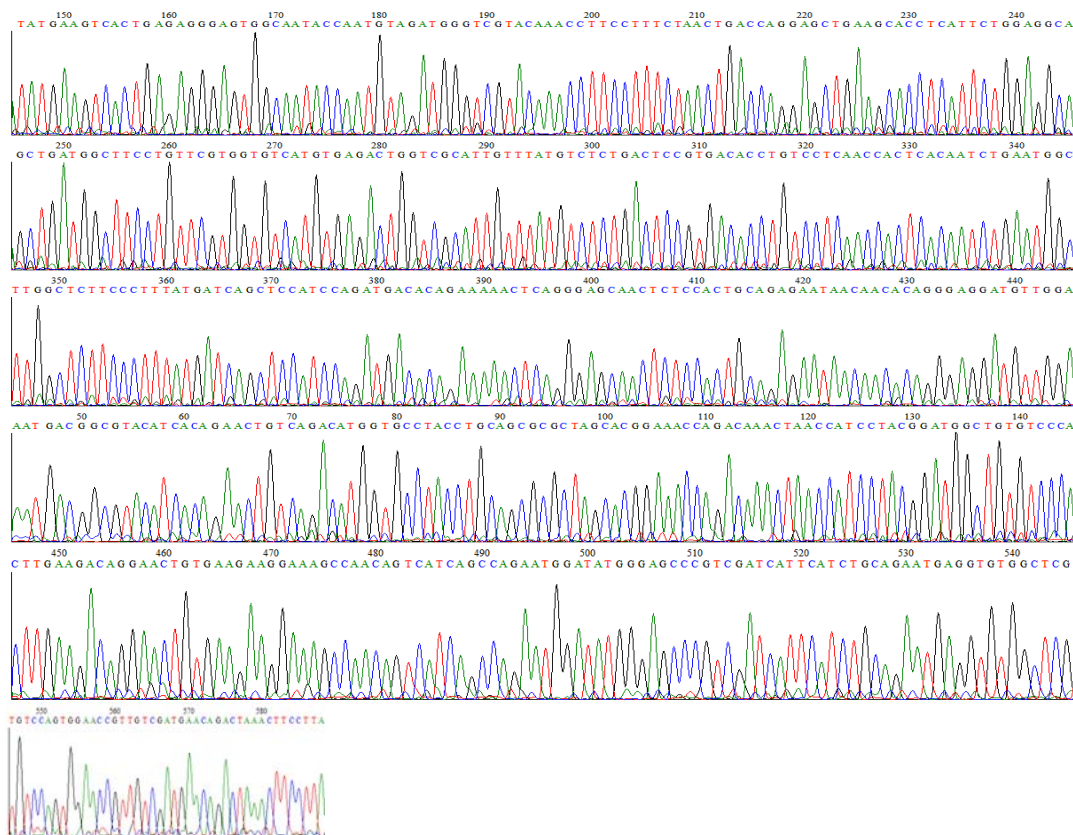 150 160 170 180 190 200 210 220 230 240
TATGAAGTCACTGAGAGGGAGTGGCAATACCAATGTAGATGGGTCGTACAAACCTTCCTTTCTAACTGACCAGGAGCTGAAGCACCTCATTCTGGAGGCA
250 260 270 280 290 300 310 320 330 340
GCTGATGGCTTCCTGTTCGTGGTGTCATGTGAGACTGGTCGCATTGTTTATGTCTCTGACTCCGTGACACCTGTCCTCAACCACTCACAATCTGAATGGC
350 360 370 380 390 400 410 420 430 440
TTGGCTCTTCCCTTTATGATCAGCTCCATCCAGATGACACAGAAAAACTCAGGGAGCAACTCTCCACTGCAGAGAATAACAACACAGGGAGGATGTTGGA
50 60 70 80 90 100 110 120 130 140
AATGACGGCGTACATCACAGAACTGTCAGACATGGTGCCTACCTGCAGCGCGCTAGCACGGAAACCAGACAAACTAACCATCCTACGGATGGCTGTGTCCCA
450 460 470 480 490 500 510 520 530 540
CTTGAAGACAGGAACTGTGAAGAAGGAAAGCCAACAGTCATCAGCCAGAATGGATATGGGAGCCCGTCGATCATTCATCTGCAGAATGAGGTGTGGCTCG
550 560 570 580
TGTCCAGTGGAACCGTTGTCGATGAACAGACTAAACTTCCTTA